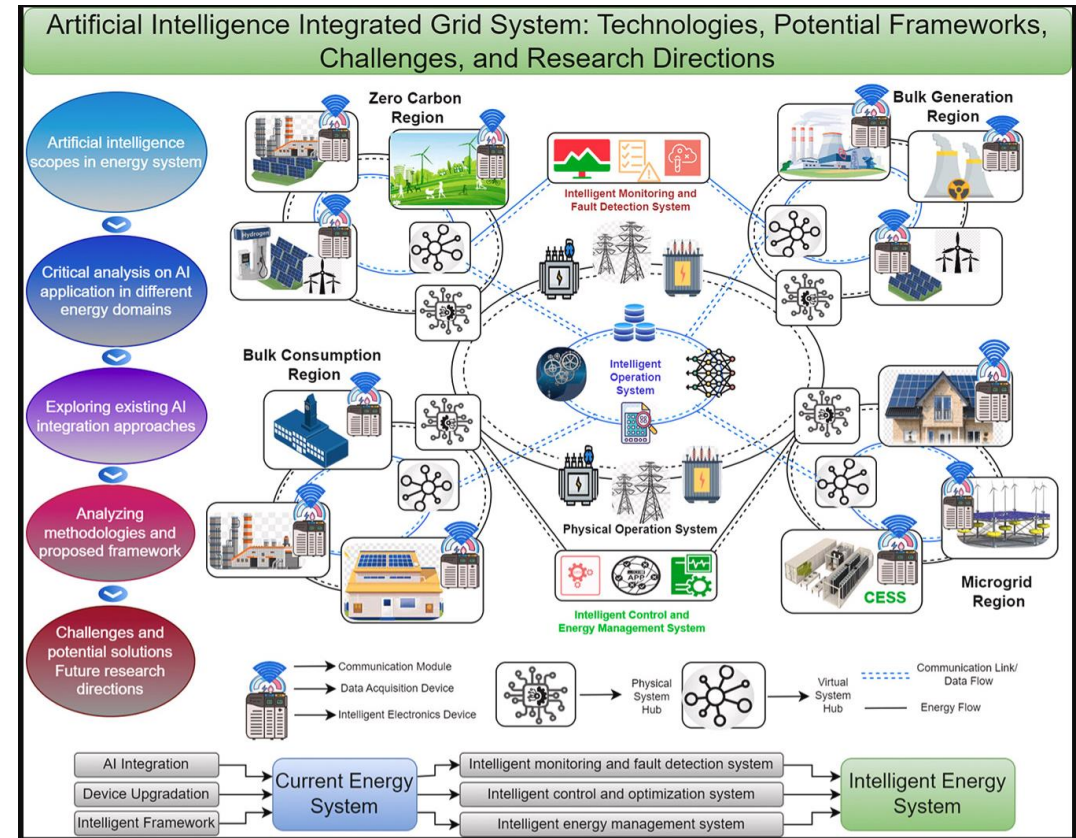 Artificial Intelligence Integrated Grid System: Technologies, Potential Frameworks,
Challenges, and Research Directions
Artificial intelligence
scopes in energy system
Critical analysis on AI
application in different
energy domains
Exploring existing AI
integration approaches
Analyzing
methodologies and
proposed framework
Challenges and
potential solutions
Future research
directions
Zero Carbon
Region
Hydrogen
Intelligent Monitoring and
Fault Detection System
Bulk Generation
Region
Intelligent
Operation
System
Bulk Consumption
Region
Physical Operation System
APP
Intelligent Control and
Energy Management System
CESS
Microgrid
Region
Communication Module
Data Acquisition Device
Intelligent Electronics Device
Physical
System
Hub
Virtual
System
Hub
Communication Link/
Data Flow
Energy Flow
AI Integration
Device Upgradation
Intelligent Framework
Current Energy
System
Intelligent monitoring and fault detection system
Intelligent control and optimization system
Intelligent energy management system
Intelligent Energy
System